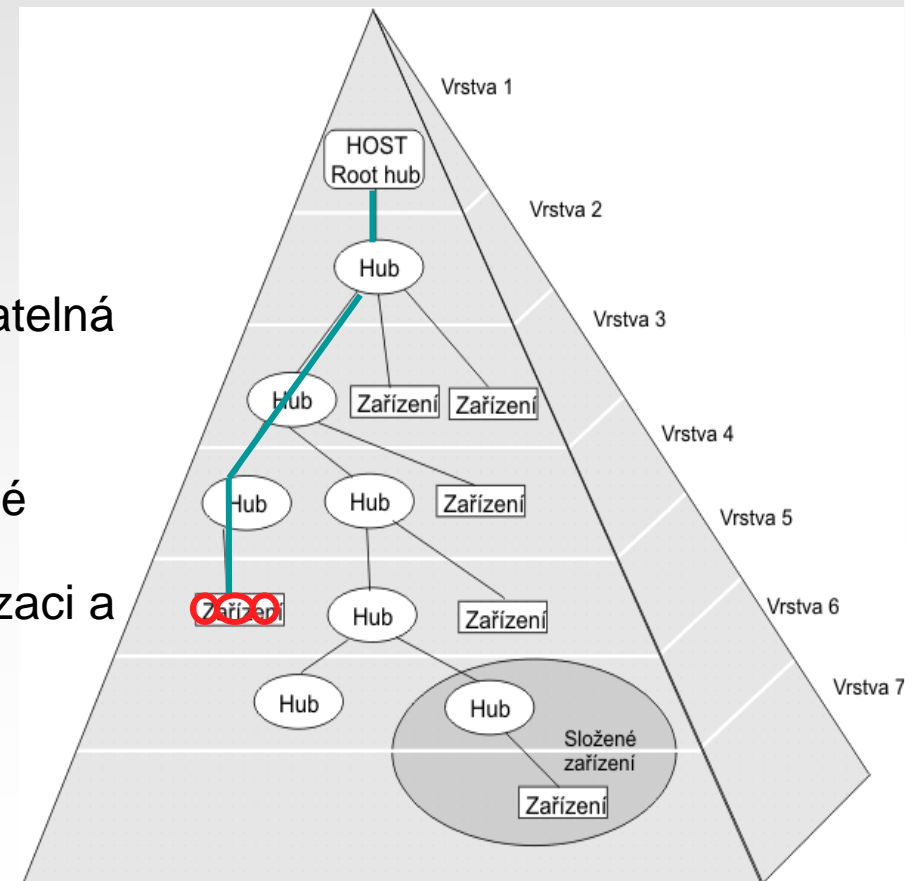 Vrstva 1
HOST
Root hub
Vrstva 2
Hub
atelná
Vrstva 3
Hub
Zařízení
Zařízení
Vrstva 4
é
Hub
Hub
Zařízení
Vrstva 5
zaci a
Zařízení
Hub
Zařízení
Vrstva 6
Hub
Hub
Vrstva 7
Složené
zařízení
Zařízení